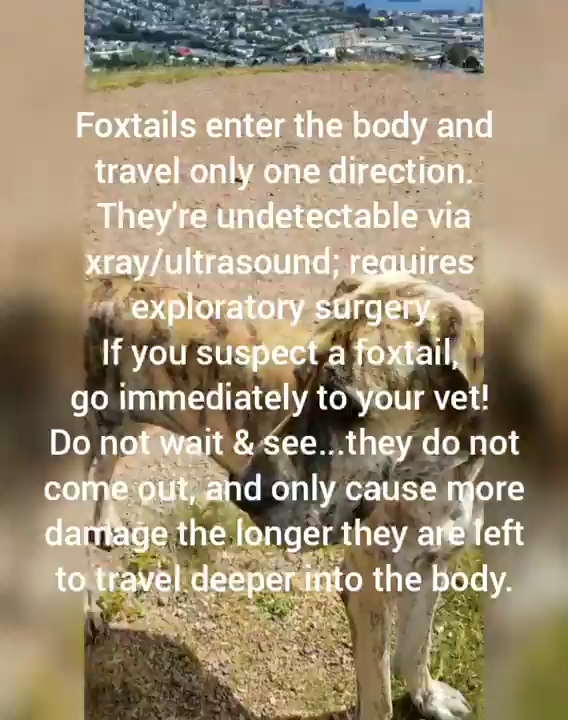 Foxtails enter the body and
travel only one direction.
They're undetectable via
xray/ultrasound; requires
exploratory surgery.
If you suspect a foxtail,
go immediately to your vet!
Do not wait & see...they do not
come out, and only cause more
damage the longer they are left
to travel deeper into the body.